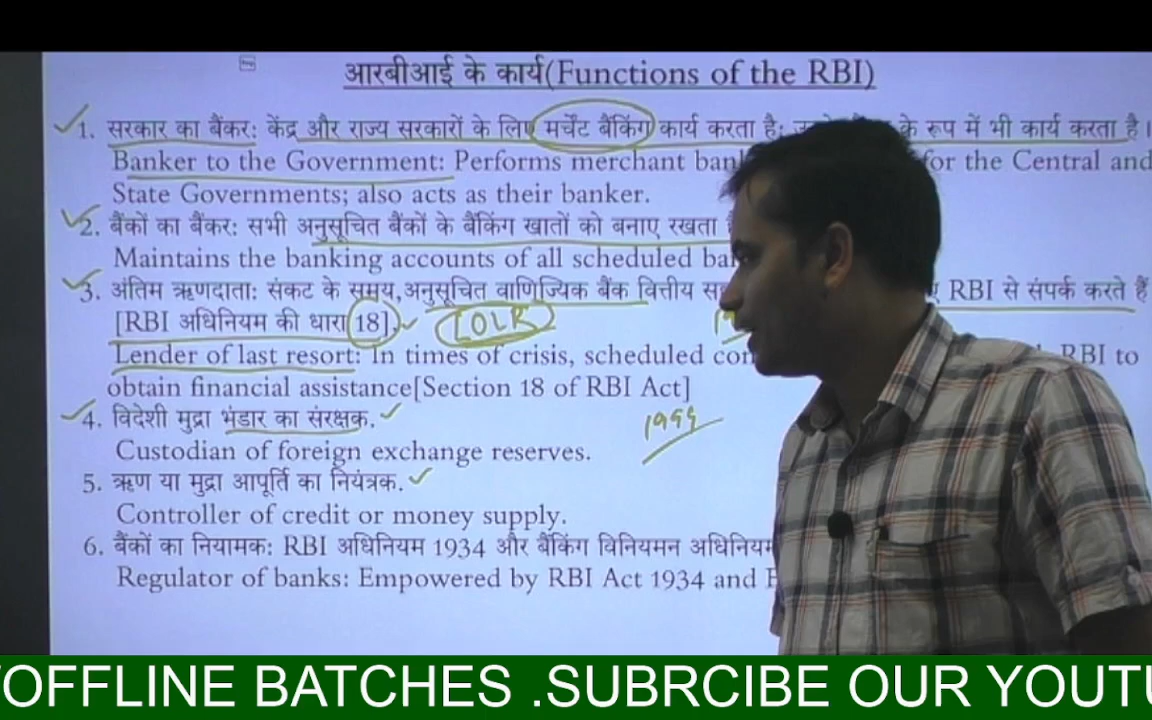 आरबीआई के कार्य(Functions of the RBI)
1. सरकार का बैंकर: केंद्र और राज्य सरकारों के लिए मर्चेंट बैंकिंग कार्य करता है; के रूप में भी कार्य करता है।
Banker to the Government: Performs merchant for the Central and
State Governments; also acts as their banker.
2. बैंकों का बैंकर: सभी अनुसूचित बैंकों के बैंकिंग खातों को बनाए रखता
Maintains the banking accounts of all scheduled
3. अंतिम ऋणदाता: संकट के समय,अनुसूचित वाणिज्यिक बैंक वित्तीय RBI से संपर्क करते हैं
[RBI अधिनियम की धारा 18]. LOLR
Lender of last resort: In times of crisis, scheduled RBI to
obtain financial assistance[Section 18 of RBI Act]
4. विदेशी मुद्रा भंडार का संरक्षक.
1999
Custodian of foreign exchange reserves.
5. ऋण या मुद्रा आपूर्ति का नियंत्रक.
Controller of credit or money supply.
6. बैंकों का नियामक: RBI अधिनियम 1934 और बैंकिंग विनियमन अधिनियम
Regulator of banks: Empowered by RBI Act 1934 and
OFFLINE BATCHES .SUBRCIBE OUR YOUTU